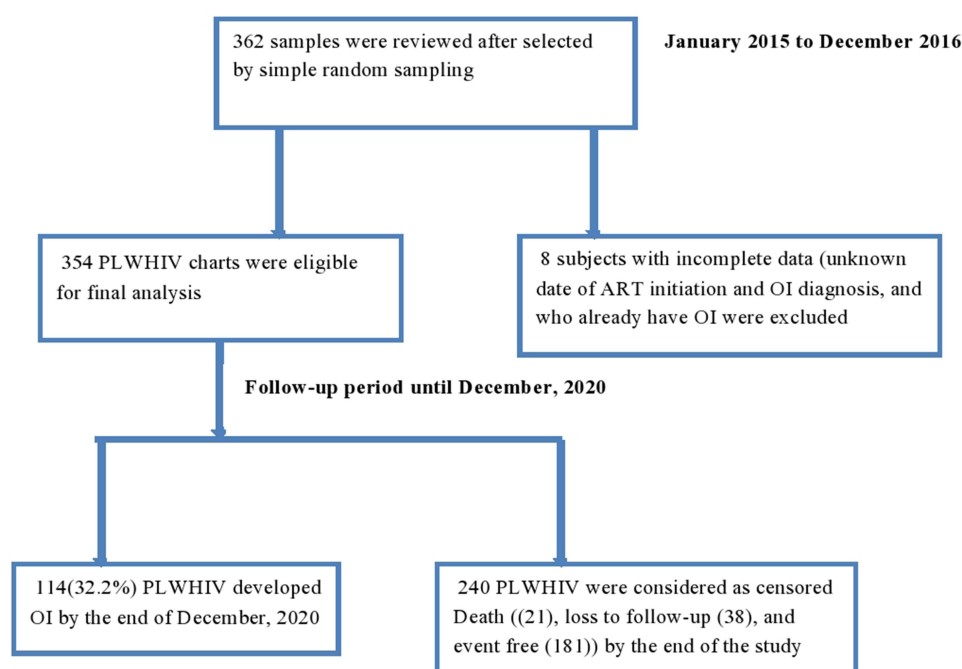 362 samples were reviewed after selected
by simple random sampling
January 2015 to December 2016
354 PLWHIV charts were eligible
for final analysis
8 subjects with incomplete data (unknown
date of ART initiation and OI diagnosis, and
who already have OI were excluded
Follow-up period until December, 2020
114(32.2%) PLWHIV developed
OI by the end of December, 2020
240 PLWHIV were considered as censored
Death ((21), loss to follow-up (38), and
event free (181)) by the end of the study